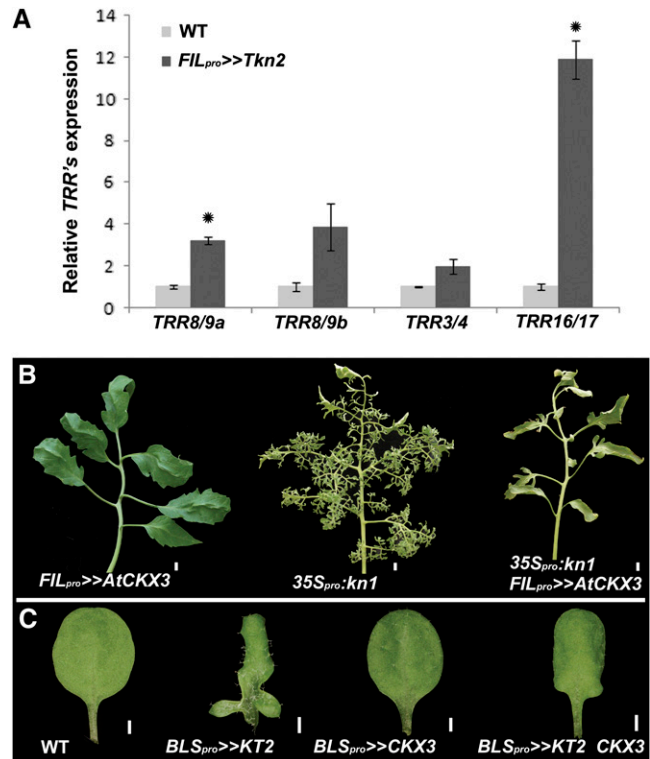 A
WT
FILpro>>Tkn2
Relative TRR's expression
14
12
10
8
6
4
2
0
TRR8/9a
TRR8/9b
TRR3/4
TRR16/17
B
FILpro>>AtCKX3
35Spro:kn1
35Spro:kn1
FILpro>>AtCKX3
C
WT
BLSpro>>KT2
BLSpro>>CKX3
BLSpro>>KT2 CKX3